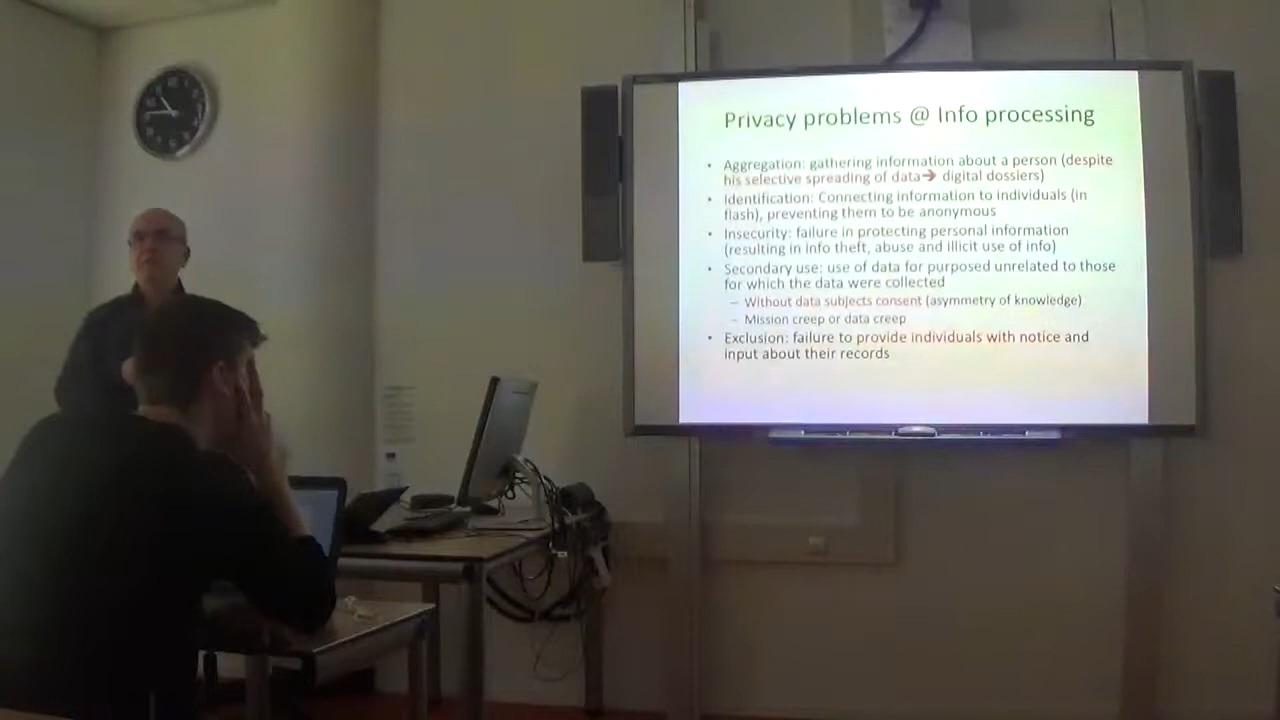 Privacy problems @ Info processing
• Aggregation: gathering information about a person (despite
his selective spreading of data➔ digital dossiers)
• Identification: Connecting information to individuals (in
flash), preventing them to be anonymous
• Insecurity: failure in protecting personal information
(resulting in info theft, abuse and illicit use of info)
• Secondary use: use of data for purposed unrelated to those
for which the data were collected
– Without data subjects consent (asymmetry of knowledge)
– Mission creep or data creep
• Exclusion: failure to provide individuals with notice and
input about their records